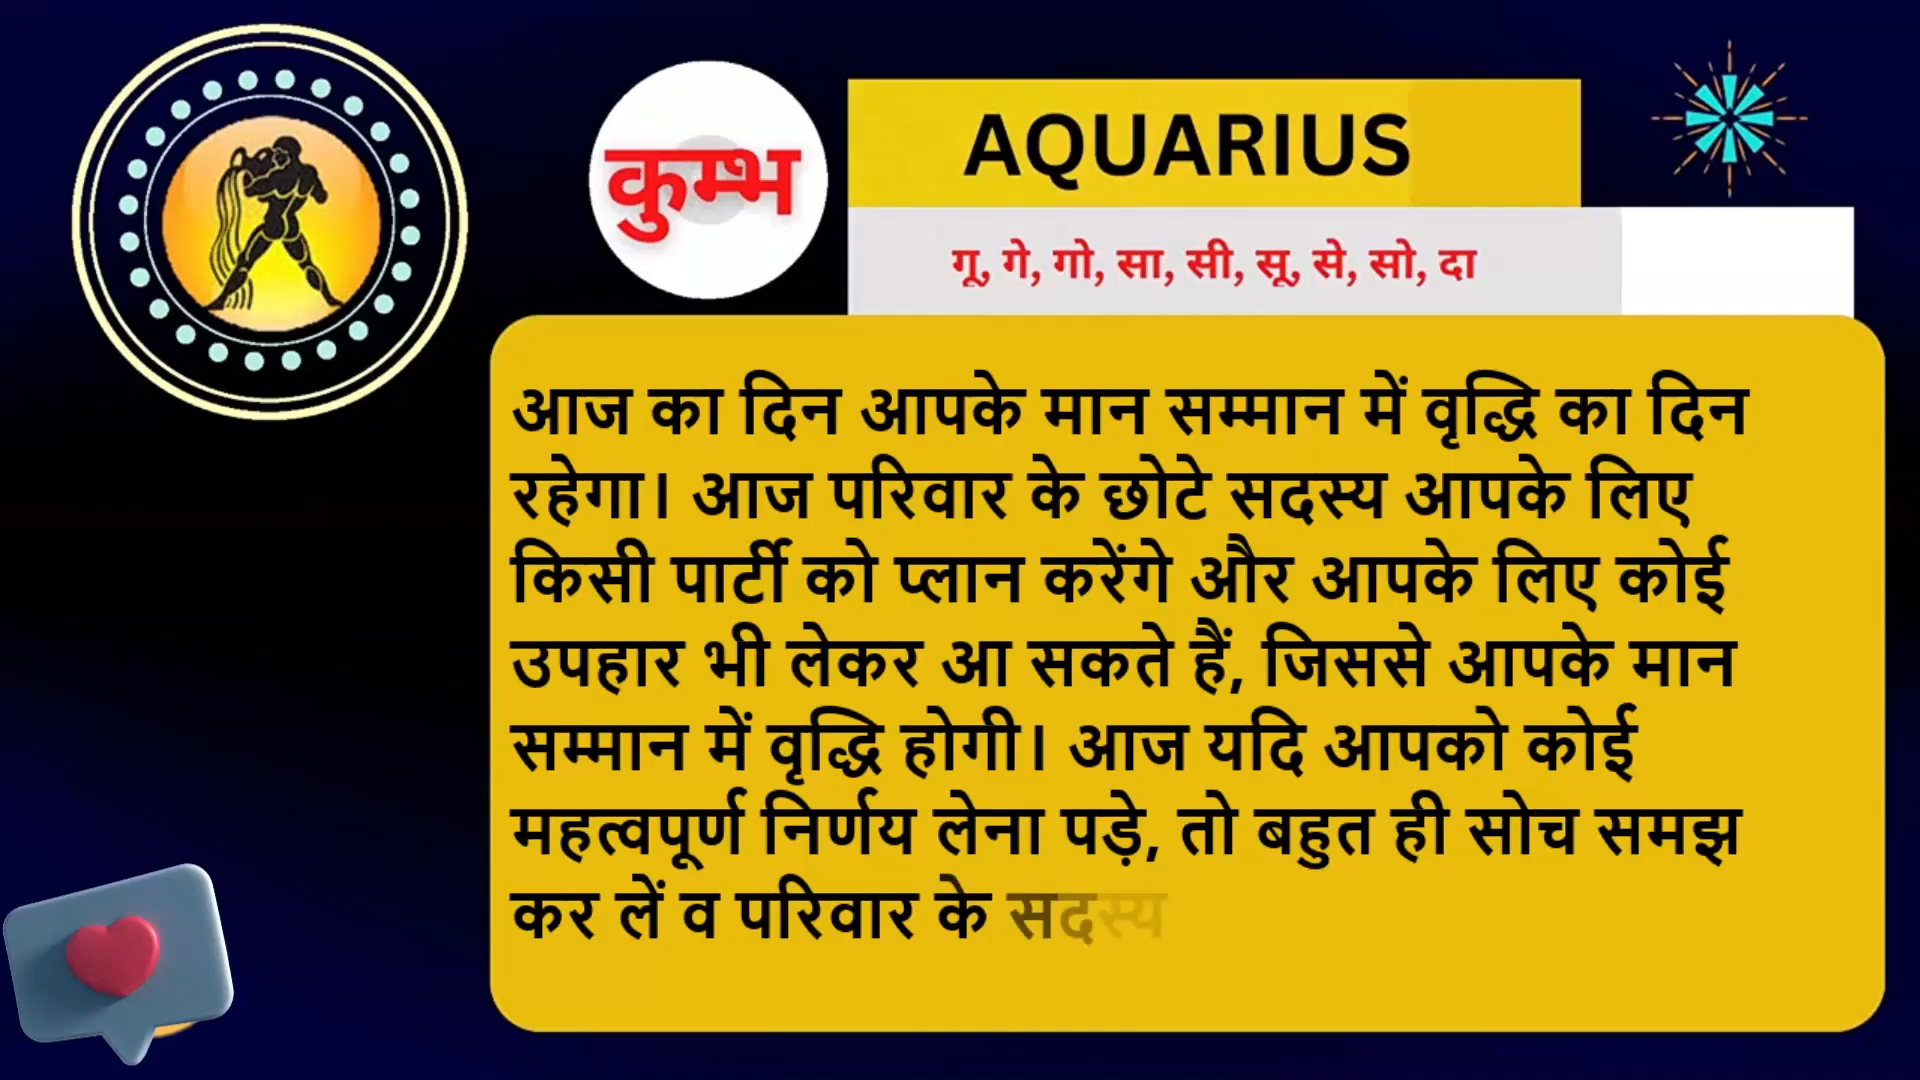 कुम्भ
AQUARIUS
गू, गे, गो, सा, सी, सू, से, सो, दा
आज का दिन आपके मान सम्मान में वृद्धि का दिन
रहेगा। आज परिवार के छोटे सदस्य आपके लिए
किसी पार्टी को प्लान करेंगे और आपके लिए कोई
उपहार भी लेकर आ सकते हैं, जिससे आपके मान
सम्मान में वृद्धि होगी। आज यदि आपको कोई
महत्वपूर्ण निर्णय लेना पड़े, तो बहुत ही सोच समझ
कर लें व परिवार के सदस्य